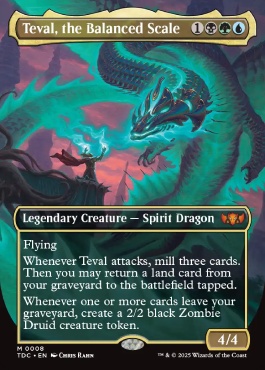 Teval, the Balanced Scale 1
Legendary Creature — Spirit Dragon
Flying
Whenever Teval attacks, mill three cards.
Then you may return a land card from
your graveyard to the battlefield tapped.
Whenever one or more cards leave your
graveyard, create a 2/2 black Zombie
Druid creature token.
4/4
M 0008
TDC • EN Chris Rahn
™ & © 2025 Wizards of the Coast